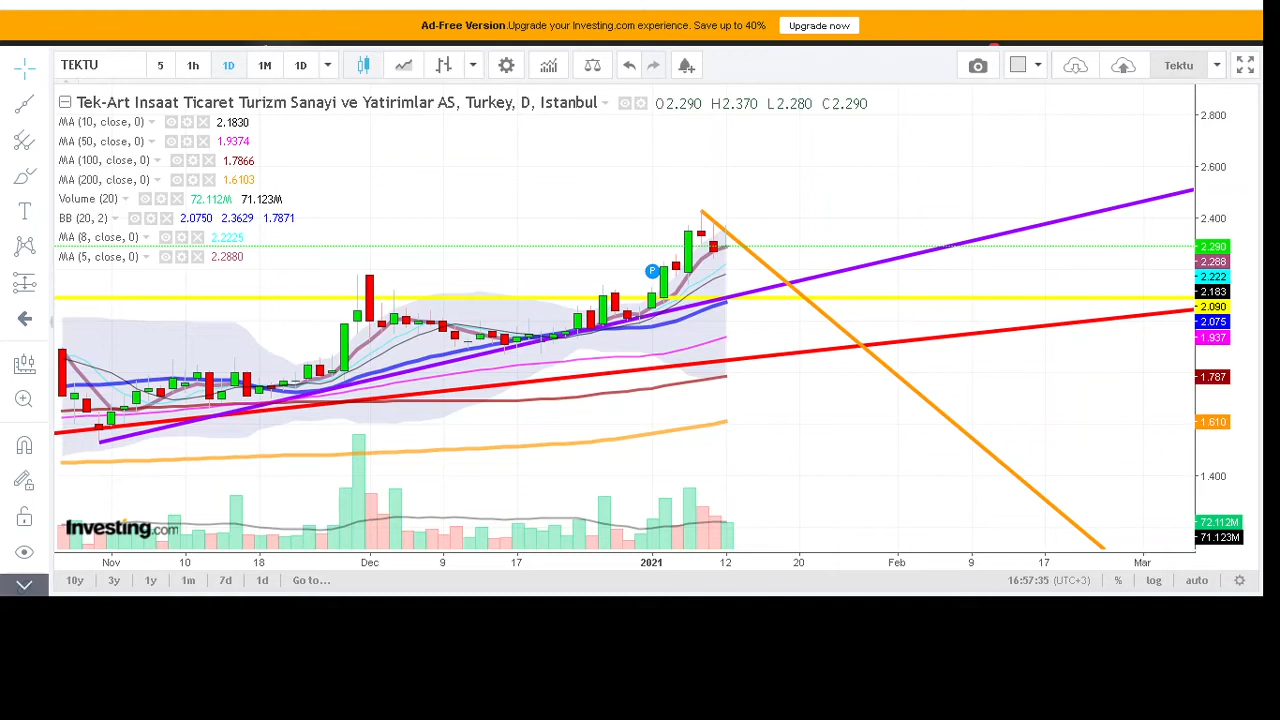 Ad-Free Version.Upgrade your Investing.com experience. Save up to 40% Upgrade now
TEKTU 5 1h 1D 1M 1D Tektu
Tek-Art Insaat Ticaret Turizm Sanayi ve Yatirimlar AS, Turkey, D, Istanbul O2.290 H2.370 L2.280 C2.290
MA (10, close, 0) 2.1830
MA (50, close, 0) 1.9374
MA (100, close, 0) 1.7866
MA (200, close, 0) 1.6103
Volume (20) 72.112M 71.123M
BB (20, 2) 2.0750 2.3629 1.7871
MA (8, close, 0) 2.2225
MA (5, close, 0) 2.2880
P
2.800
2.600
2.400
2.290
2.288
2.222
2.183
2.090
2.075
1.937
1.787
1.610
1.400
72.112M
71.123M
Investing.com
Nov 10 18 Dec 9 17 2021 12 20 Feb 9 17 Mar
10y 3y 1y 1m 7d 1d Go to... 16:57:35 (UTC+3) % log auto